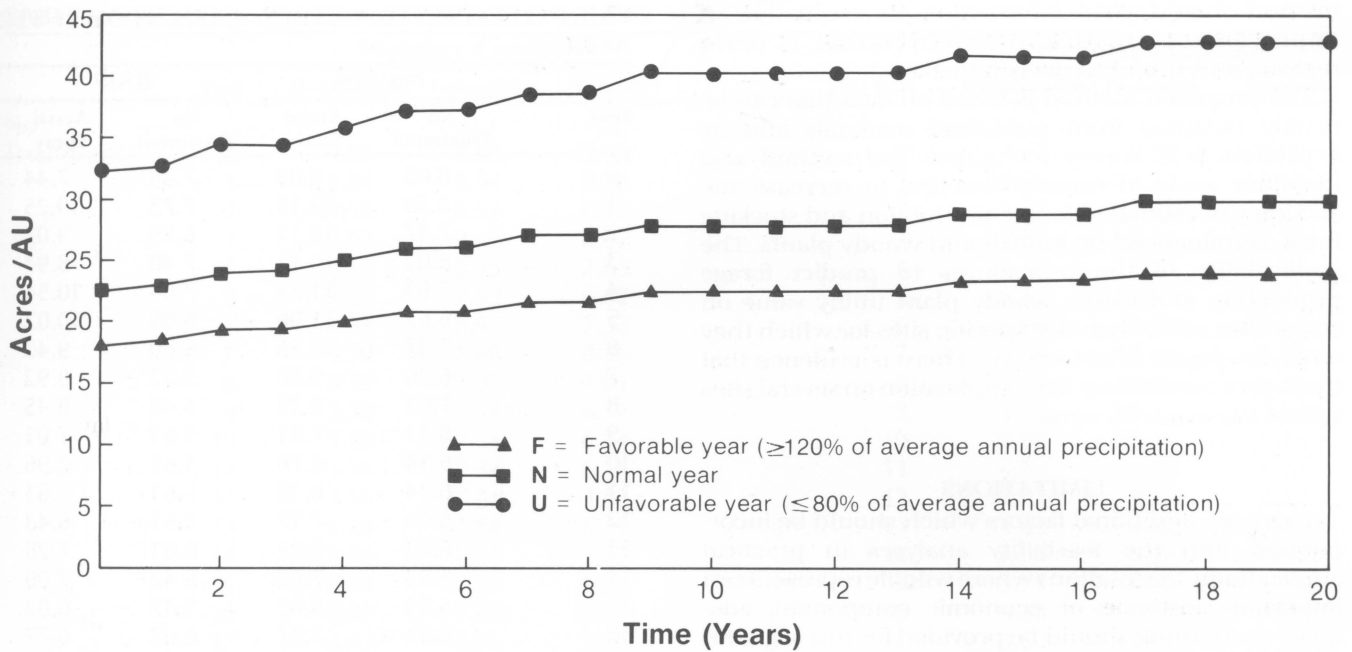 45
40
35
30
25
20
15
10
5
0
Acres/AU
F = Favorable year (≥120% of average annual precipitation)
N = Normal year
U = Unfavorable year (≤80% of average annual precipitation)
2 4 6 8 10 12 14 16 18 20
Time (Years)